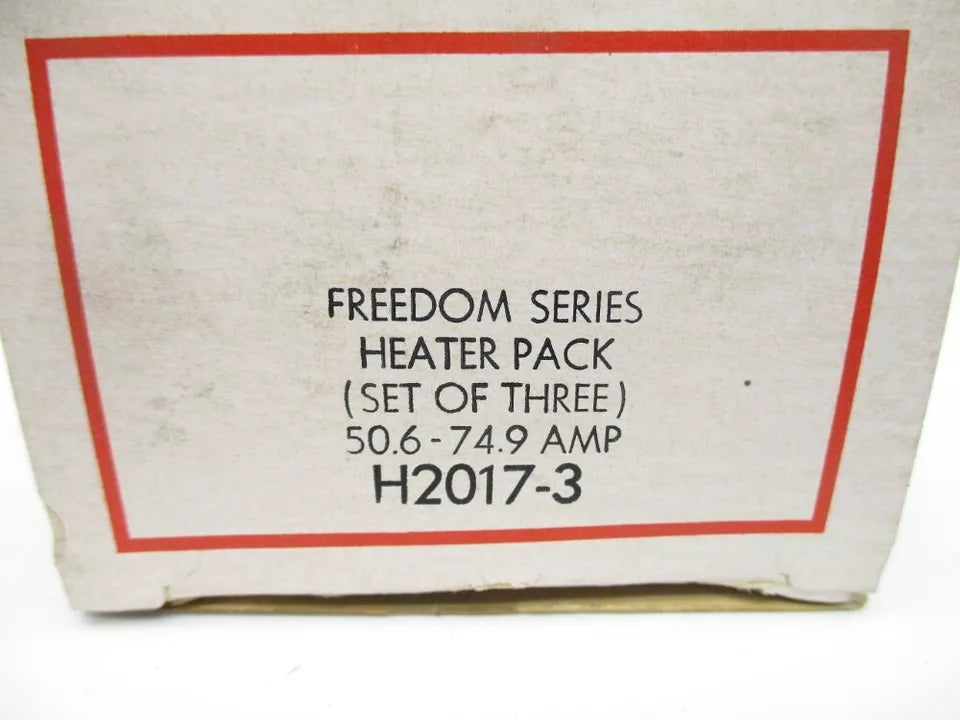 FREEDOM SERIES
HEATER PACK
(SET OF THREE)
50.6-74.9 AMP
H2017-3